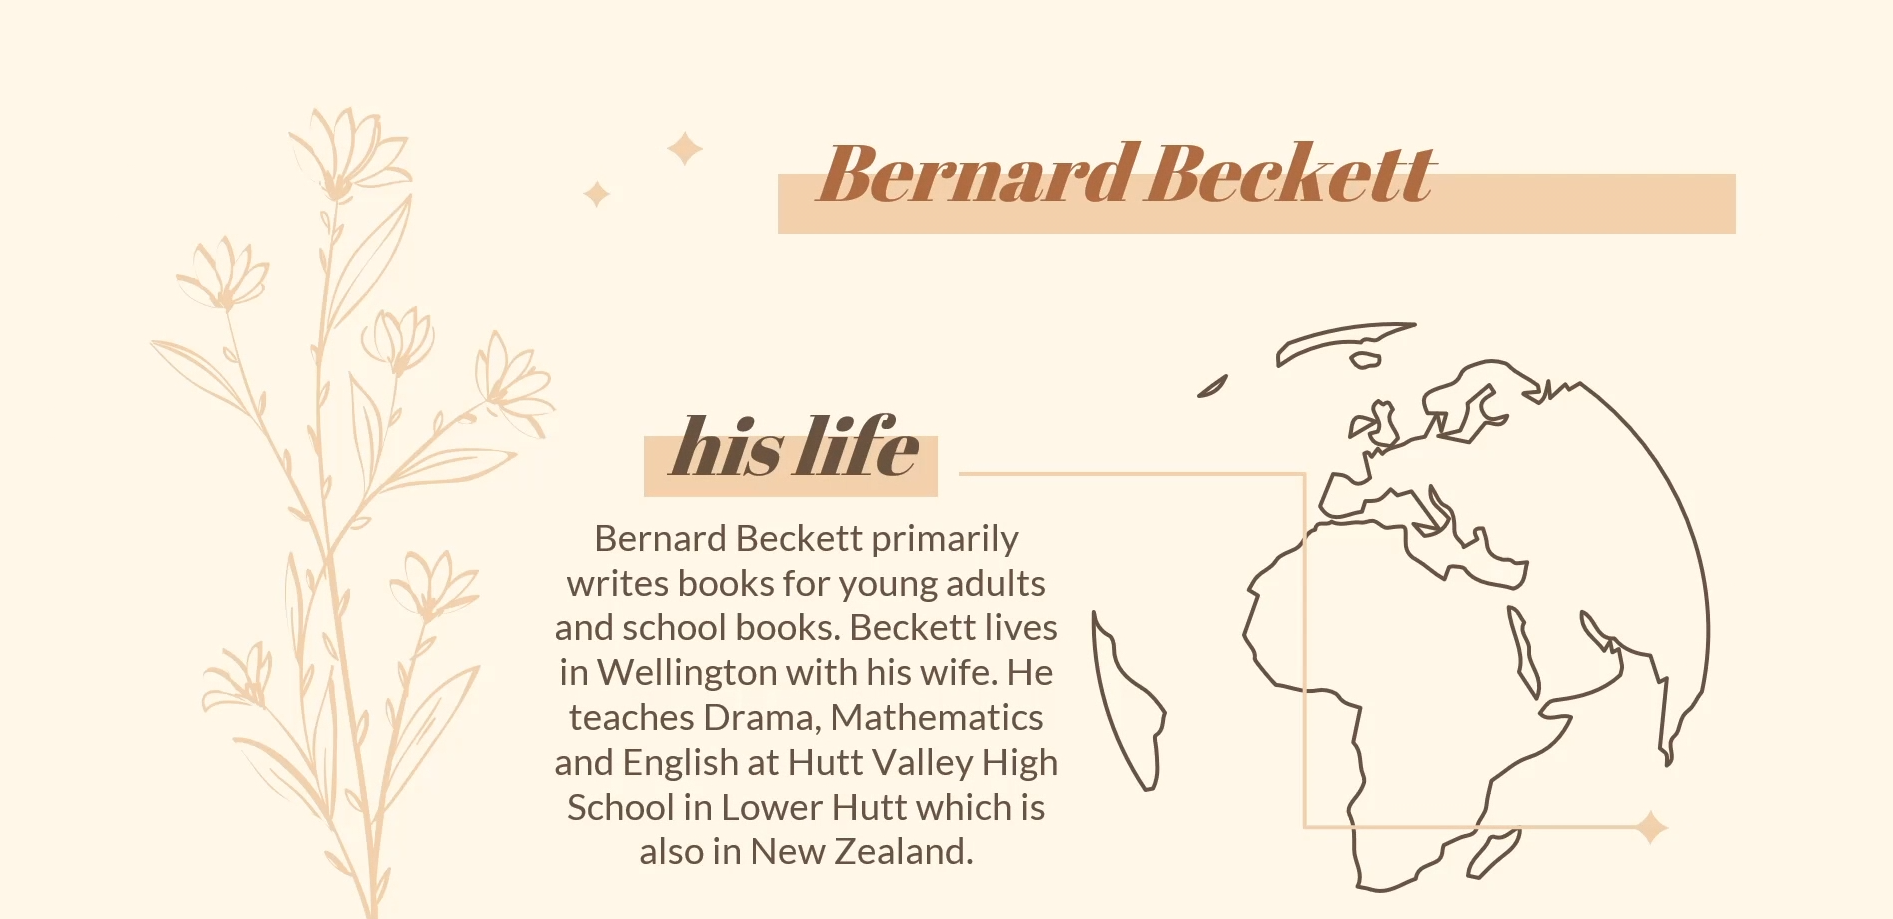 Bernard Beckett
his life
Bernard Beckett primarily
writes books for young adults
and school books. Beckett lives
in Wellington with his wife. He
teaches Drama, Mathematics
and English at Hutt Valley High
School in Lower Hutt which is
also in New Zealand.